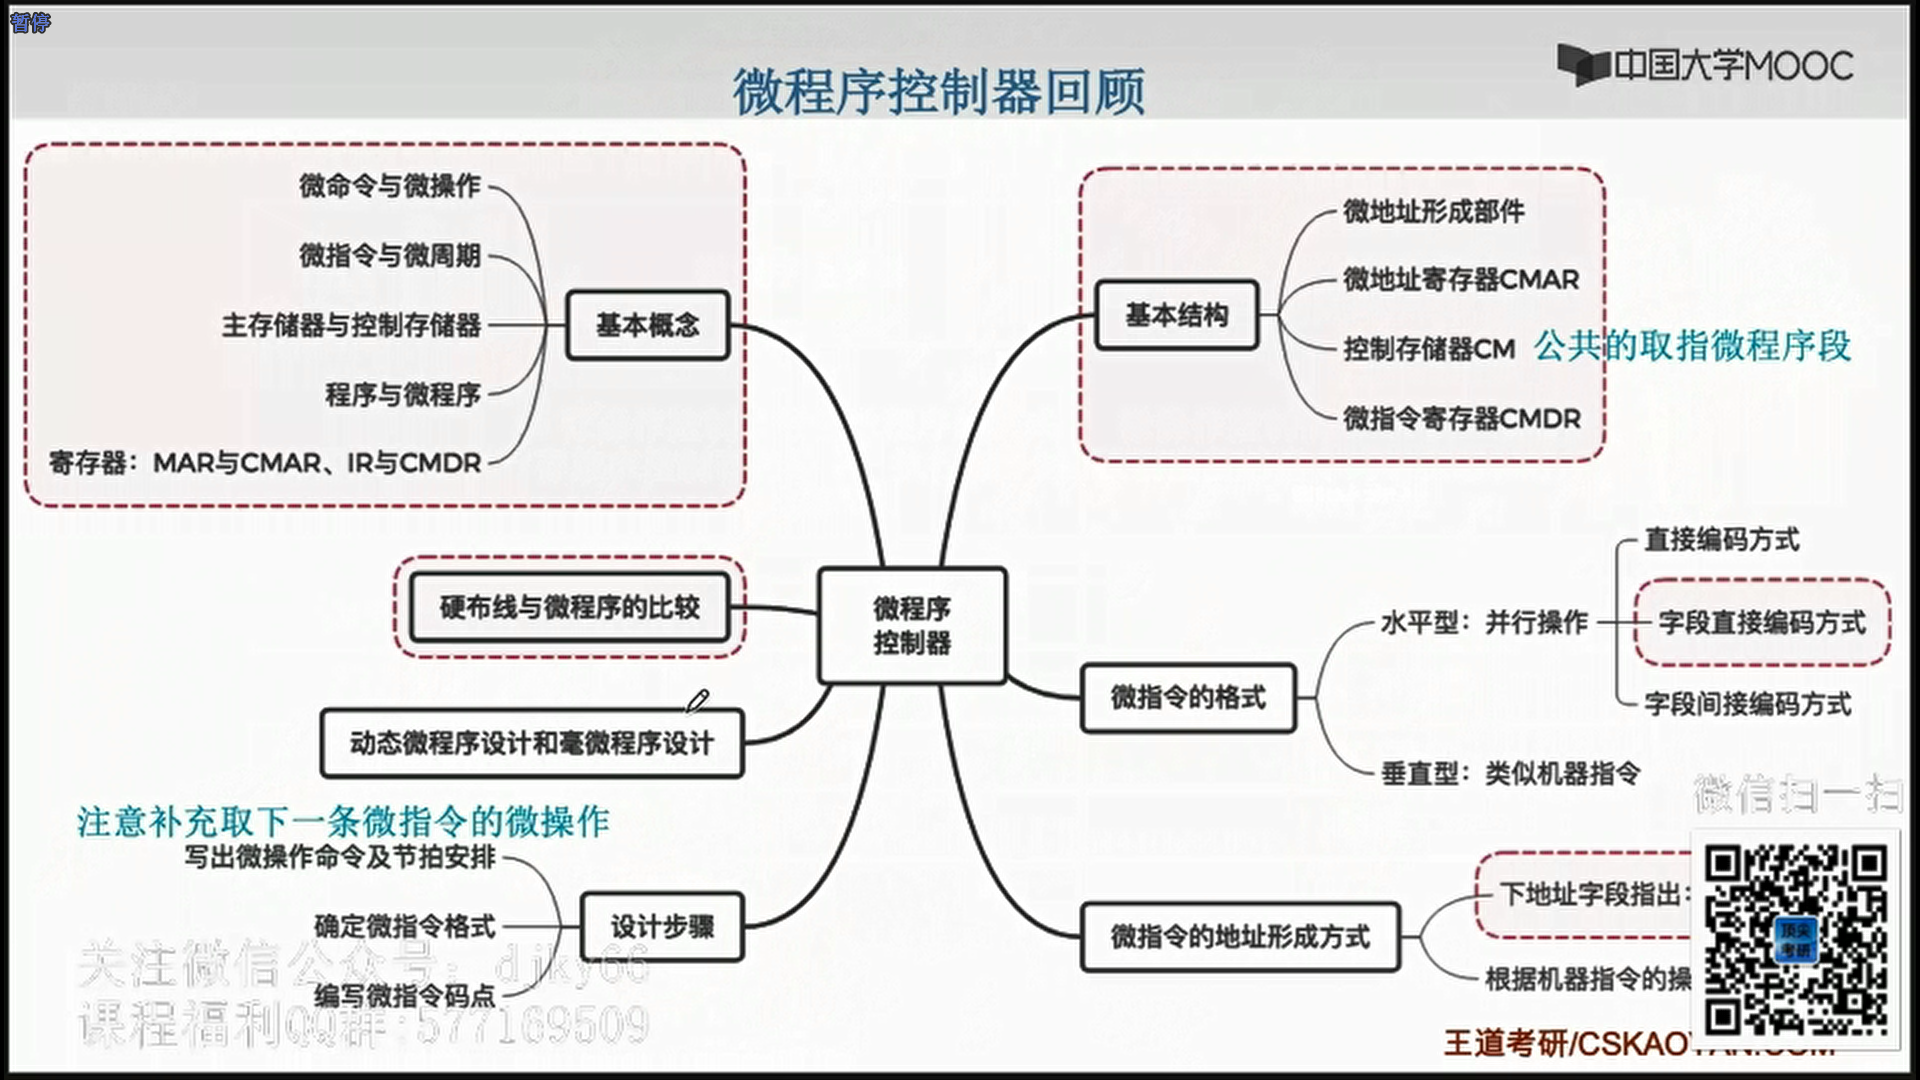 暂停
中国大学MOOC
微程序控制器回顾
微命令与微操作
微指令与微周期
主存储器与控制存储器
程序与微程序
寄存器：MAR与CMAR、IR与CMDR
基本概念
微地址形成部件
微地址寄存器CMAR
控制存储器CM
公共的取指微程序段
微指令寄存器CMDR
基本结构
硬布线与微程序的比较
微程序
控制器
动态微程序设计和毫微程序设计
直接编码方式
水平型：并行操作
字段直接编码方式
字段间接编码方式
微指令的格式
垂直型：类似机器指令
注意补充取下一条微指令的微操作
写出微操作命令及节拍安排
确定微指令格式
编写微指令码点
设计步骤
微指令的地址形成方式
下地址字段指出：
根据机器指令的操
微信扫一扫
顶尖
考研
关注微信公众号：djky66
课程福利QQ群:577169509
王道考研/CSKAOYAN.COM